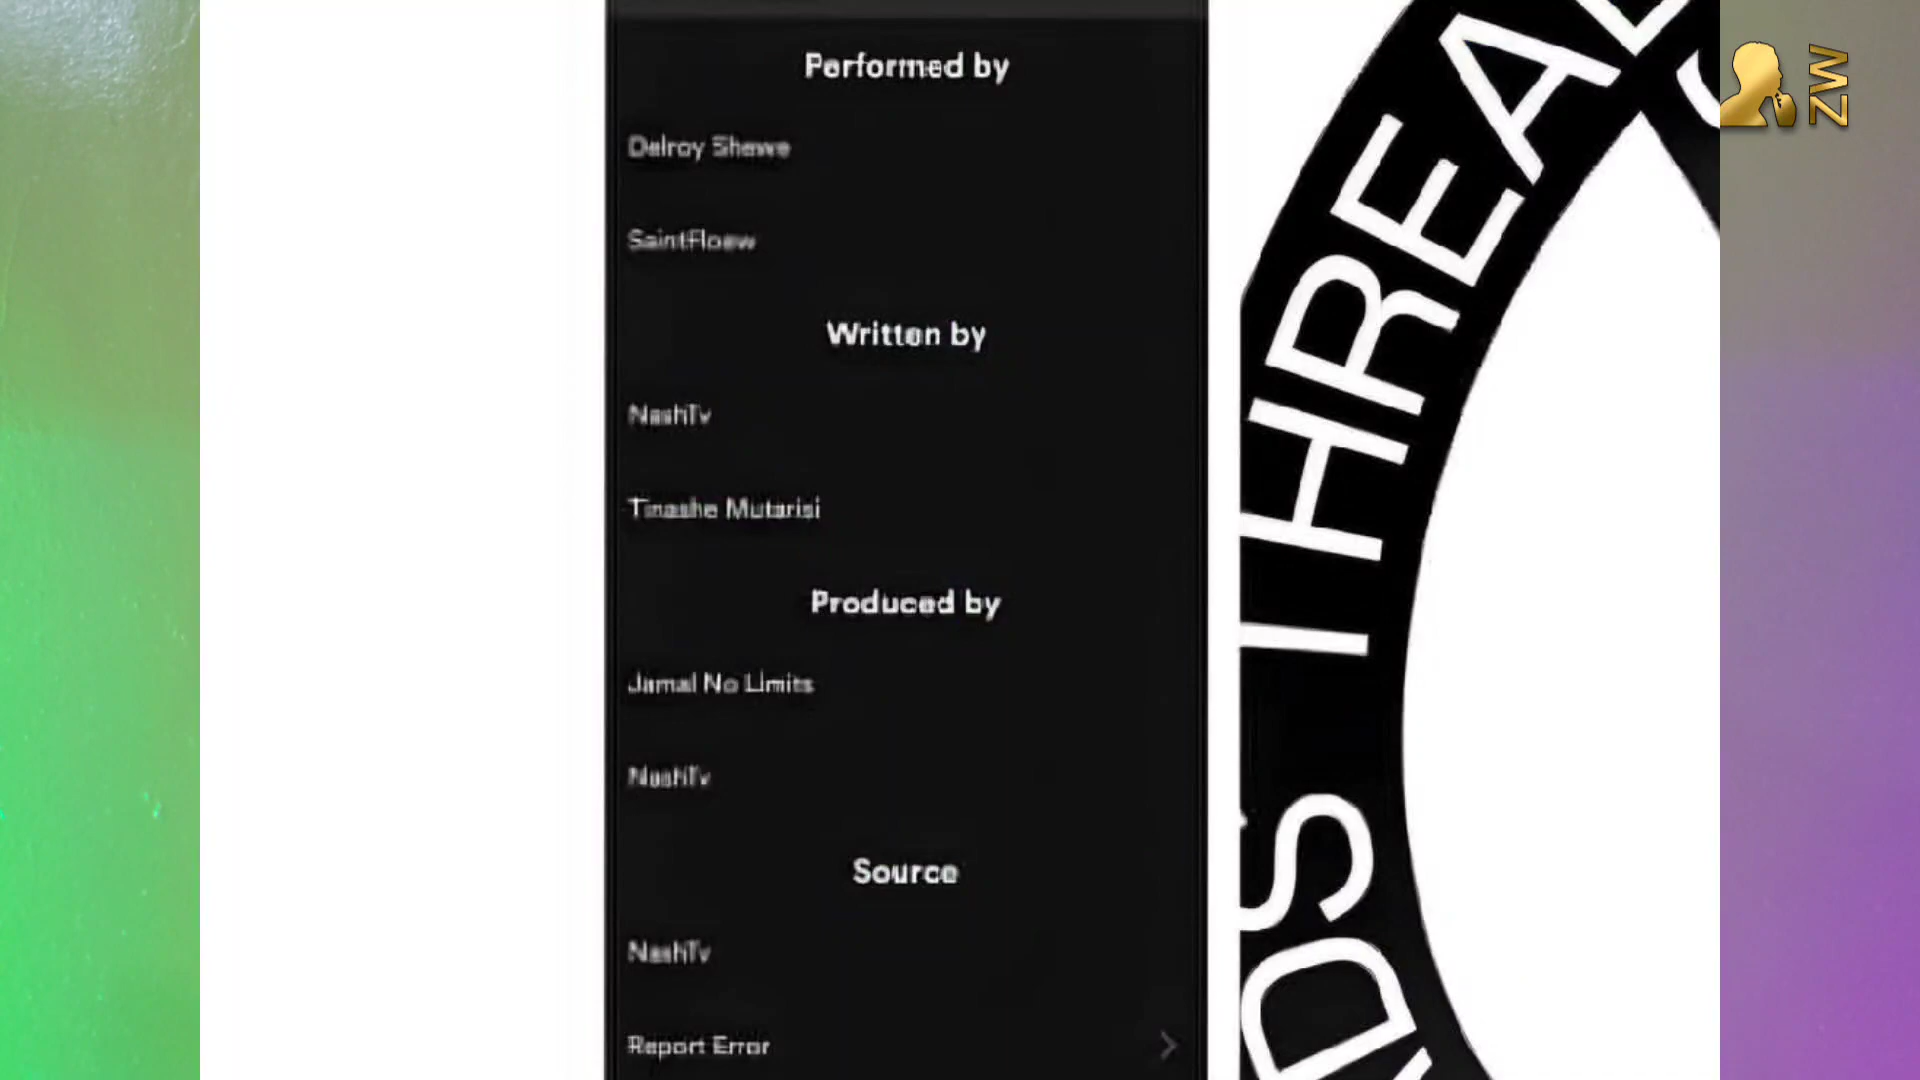 Performed by
Delroy Shewe
SaintFloew
Written by
NashTv
Tinashe Mutarisi
Produced by
Jamal No Limits
NashTv
Source
NashTv
Report Error
THREA
DS
ZW